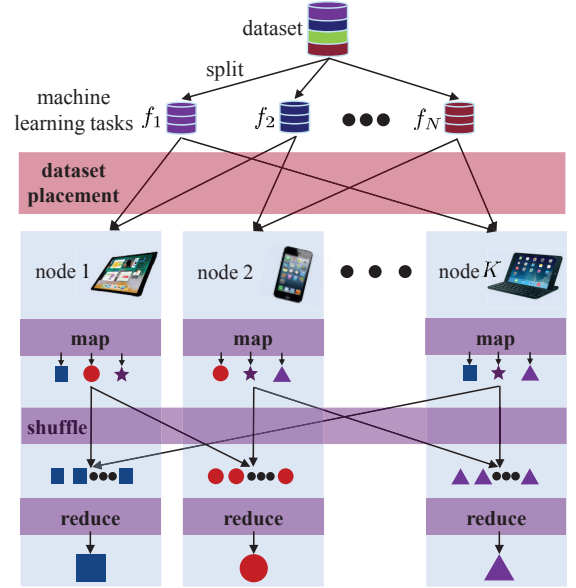 dataset
split
machine
learning tasks f₁ f₂ f_N
dataset
placement
node 1 node 2 node K
map map map
shuffle
reduce reduce reduce